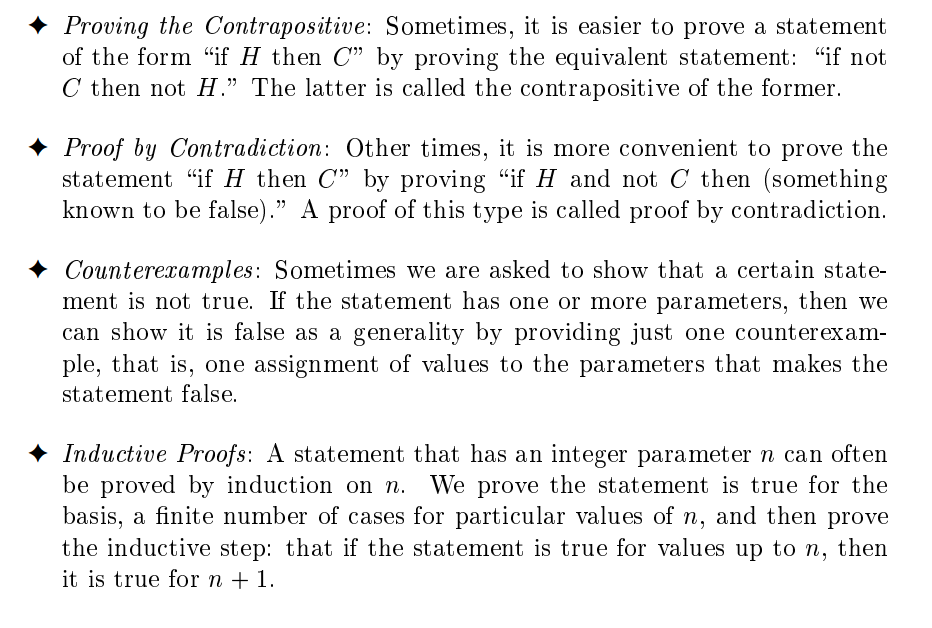 ✦ Proving the Contrapositive: Sometimes, it is easier to prove a statement
of the form “if H then C” by proving the equivalent statement: “if not
C then not H.” The latter is called the contrapositive of the former.
✦ Proof by Contradiction: Other times, it is more convenient to prove the
statement “if H then C” by proving “if H and not C then (something
known to be false).” A proof of this type is called proof by contradiction.
✦ Counterexamples: Sometimes we are asked to show that a certain state-
ment is not true. If the statement has one or more parameters, then we
can show it is false as a generality by providing just one counterexam-
ple, that is, one assignment of values to the parameters that makes the
statement false.
✦ Inductive Proofs: A statement that has an integer parameter n can often
be proved by induction on n. We prove the statement is true for the
basis, a finite number of cases for particular values of n, and then prove
the inductive step: that if the statement is true for values up to n, then
it is true for n + 1.